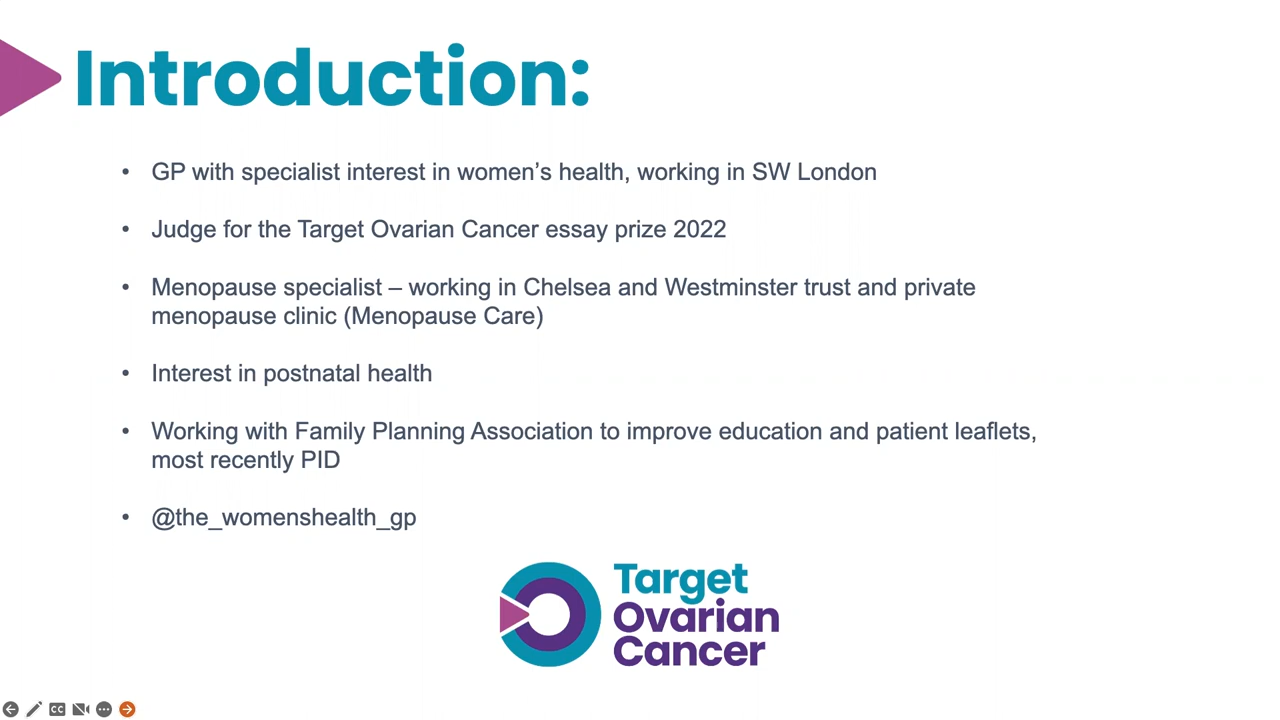 Introduction:
• GP with specialist interest in women’s health, working in SW London
• Judge for the Target Ovarian Cancer essay prize 2022
• Menopause specialist – working in Chelsea and Westminster trust and private
menopause clinic (Menopause Care)
• Interest in postnatal health
• Working with Family Planning Association to improve education and patient leaflets,
most recently PID
• @the_womenshealth_gp
Target
Ovarian
Cancer
CC